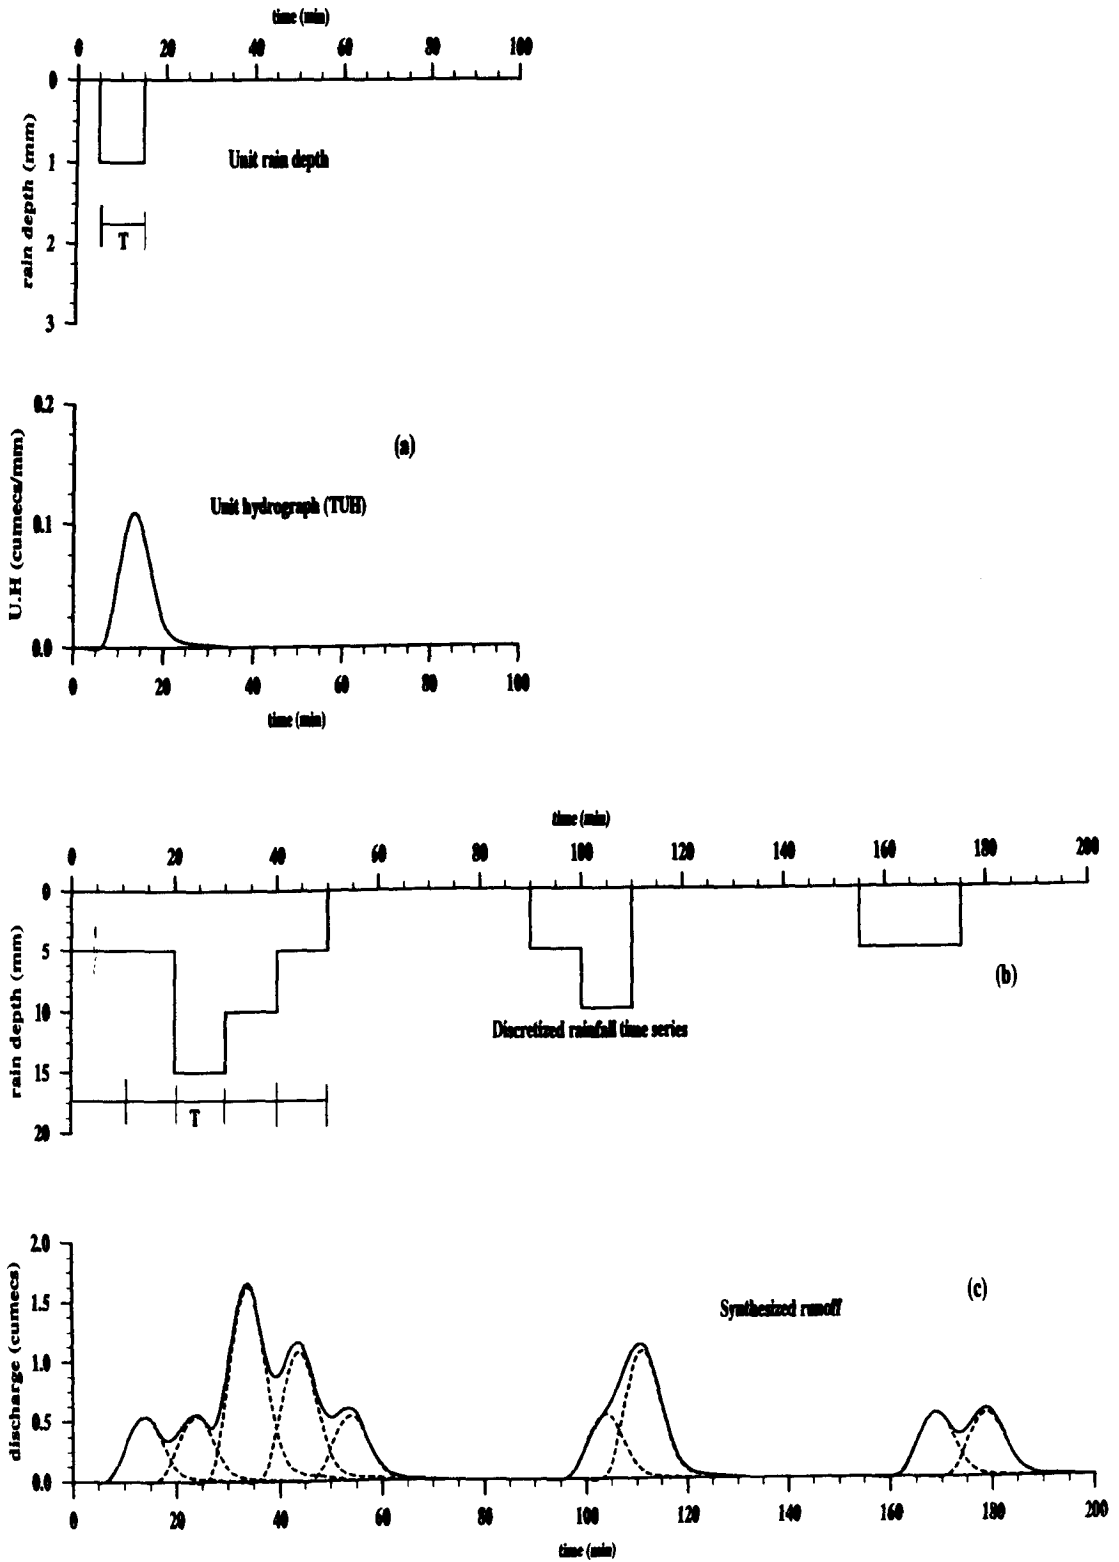 time (min)
0 20 40 60 80 100
rain depth (mm)
0
1
2
3
Unit rain depth
T
U.H (cumecs/mm)
0.2
0.1
0.0
(a)
Unit hydrograph (TUH)
0 20 40 60 80 100
time (min)
time (min)
0 20 40 60 80 100 120 140 160 180 200
rain depth (mm)
0
5
10
15
20
(b)
Discretized rainfall time series
T
discharge (cumecs)
2.0
1.5
1.0
0.5
0.0
(c)
Synthesized runoff
0 20 40 60 80 100 120 140 160 180 200
time (min)